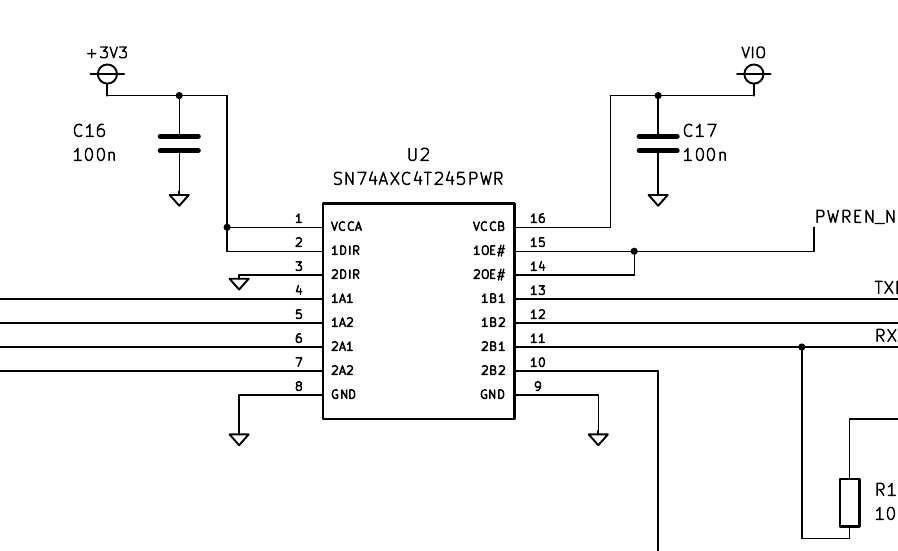 +3V3
VIO
C16
100n
C17
100n
U2
SN74AXC4T245PWR
PWREN_N
1 VCCA VCCB 16
2 1DIR 1OE# 15
3 2DIR 2OE# 14
4 1A1 1B1 13
TX
5 1A2 1B2 12
6 2A1 2B1 11
RX
7 2A2 2B2 10
8 GND GND 9
R1
10